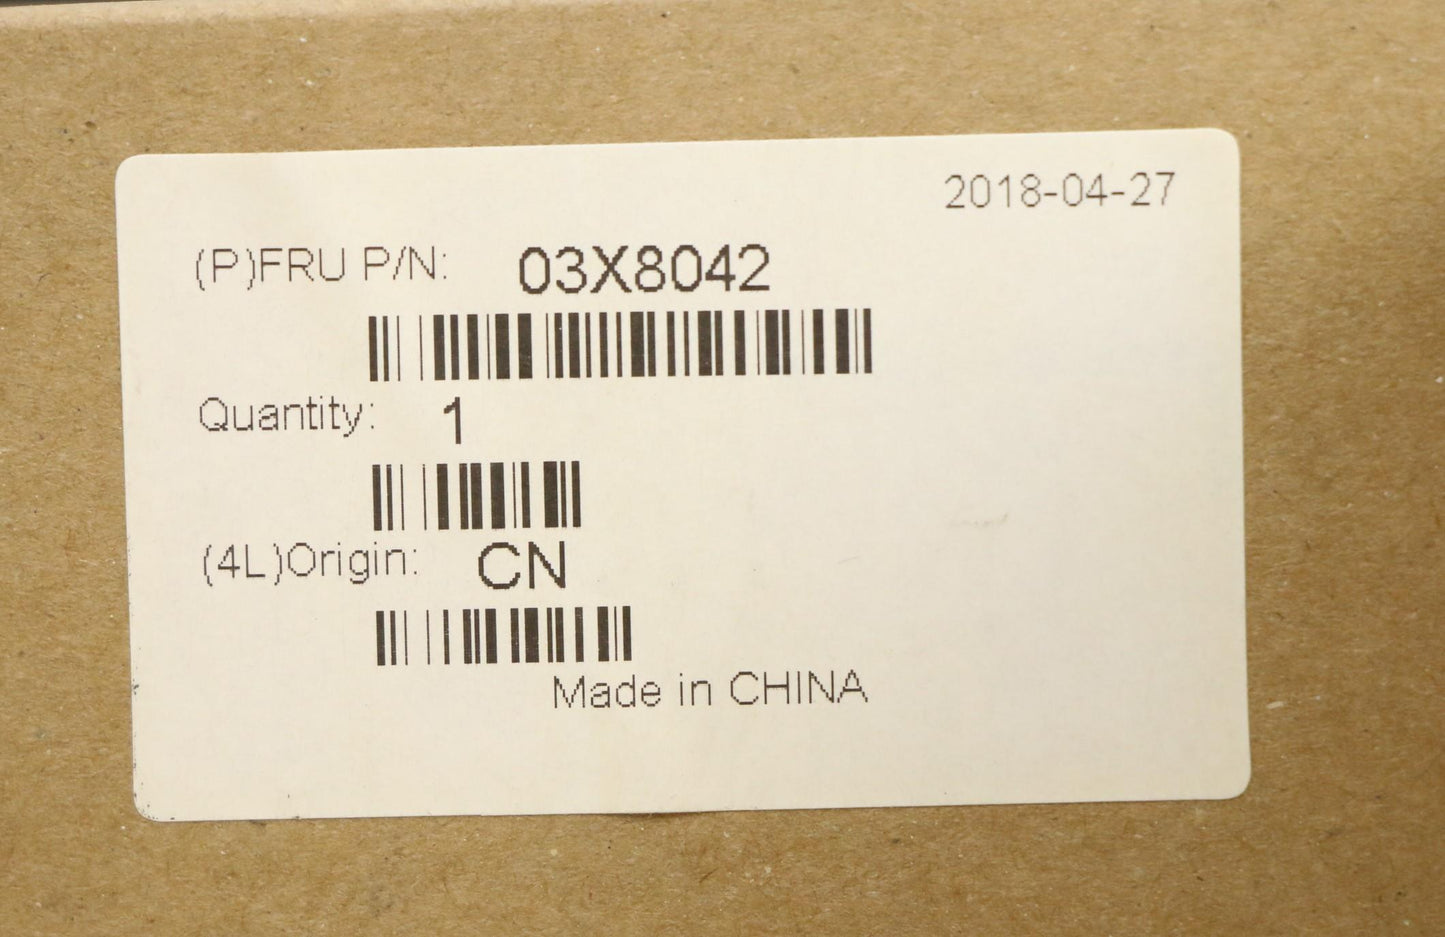 2018-04-27
(P)FRU P/N: 03X8042
Quantity: 1
(4L)Origin: CN
Made in CHINA